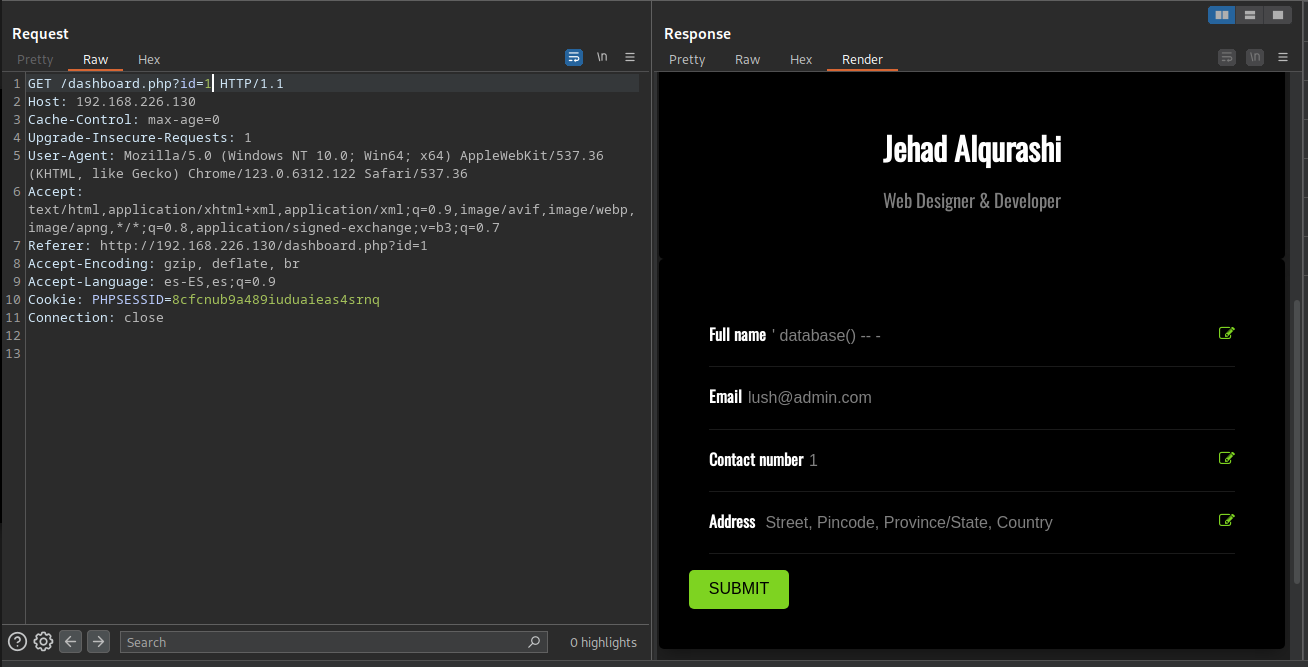 Request
Pretty Raw Hex
\n
1 GET /dashboard.php?id=1 HTTP/1.1
2 Host: 192.168.226.130
3 Cache-Control: max-age=0
4 Upgrade-Insecure-Requests: 1
5 User-Agent: Mozilla/5.0 (Windows NT 10.0; Win64; x64) AppleWebKit/537.36
(KHTML, like Gecko) Chrome/123.0.6312.122 Safari/537.36
6 Accept:
text/html,application/xhtml+xml,application/xml;q=0.9,image/avif,image/webp,
image/apng,*/*;q=0.8,application/signed-exchange;v=b3;q=0.7
7 Referer: http://192.168.226.130/dashboard.php?id=1
8 Accept-Encoding: gzip, deflate, br
9 Accept-Language: es-ES,es;q=0.9
10 Cookie: PHPSESSID=8cfcnub9a489iuduaieas4srnq
11 Connection: close
12
13
Search
0 highlights
Response
Pretty Raw Hex Render
\n
Jehad Alqurashi
Web Designer & Developer
Full name ' database() -- -
Email lush@admin.com
Contact number 1
Address Street, Pincode, Province/State, Country
SUBMIT